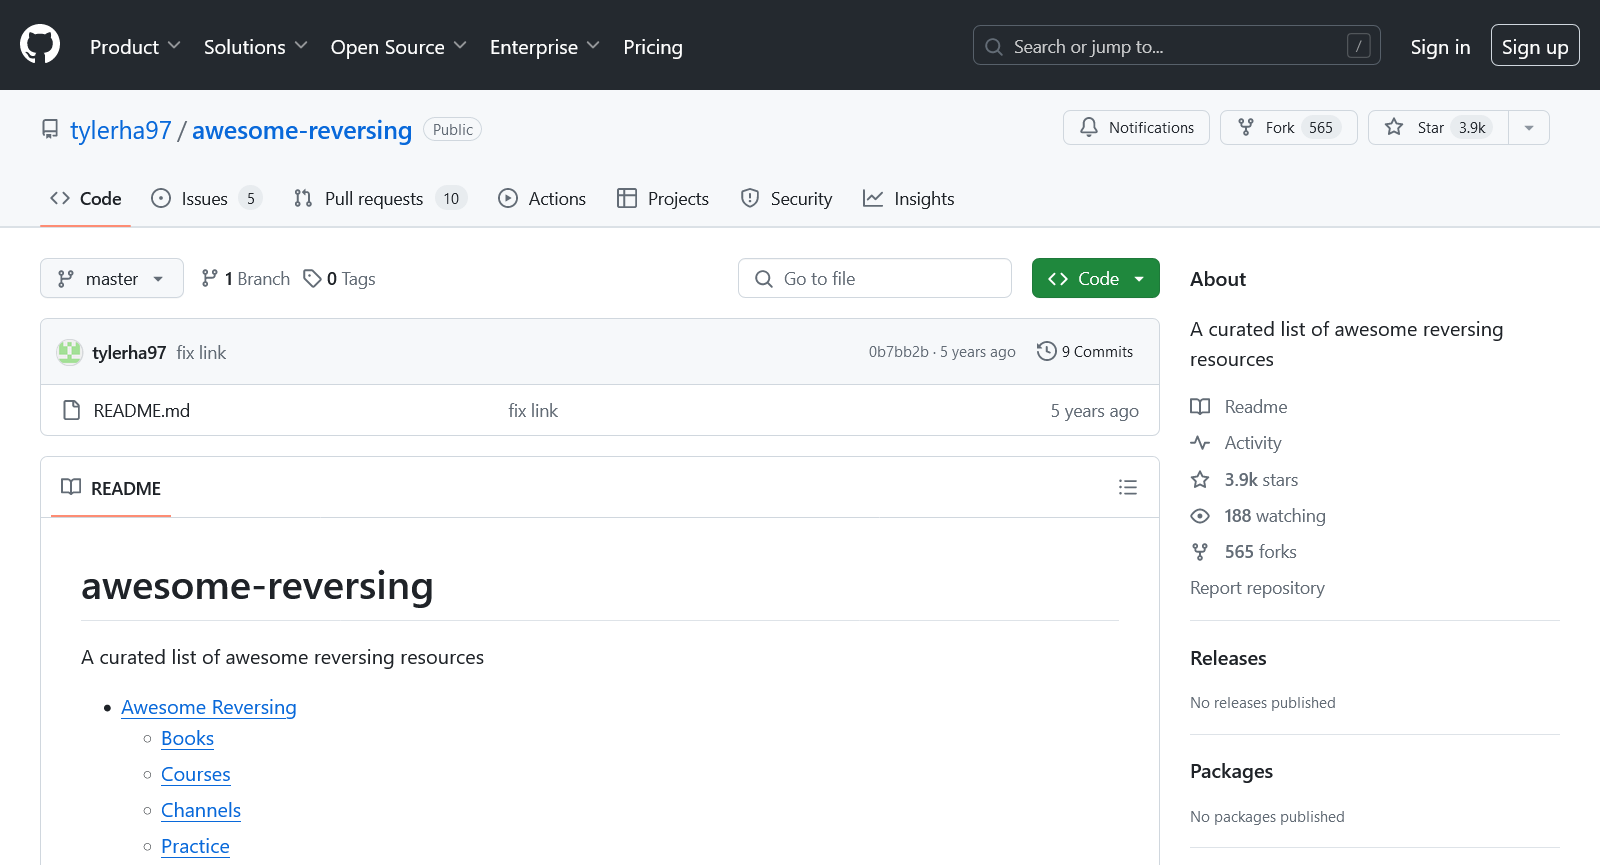 Product Solutions Open Source Enterprise Pricing Search or jump to... / Sign in Sign up
tylerha97 / awesome-reversing Public Notifications Fork 565 Star 3.9k
Code Issues 5 Pull requests 10 Actions Projects Security Insights
master 1 Branch 0 Tags Go to file Code
tylerha97 fix link 0b7bb2b · 5 years ago 9 Commits
README.md fix link 5 years ago
README
awesome-reversing
A curated list of awesome reversing resources
Awesome Reversing
Books
Courses
Channels
Practice
About
A curated list of awesome reversing
resources
Readme
Activity
3.9k stars
188 watching
565 forks
Report repository
Releases
No releases published
Packages
No packages published